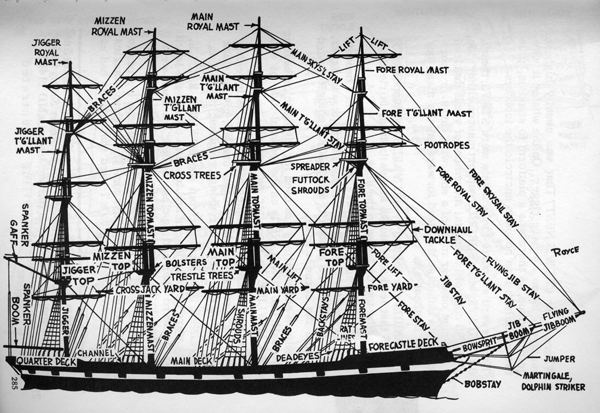 MIZZEN
ROYAL MAST
MAIN
ROYAL MAST
LIFT
LIFT
JIGGER
ROYAL
MAST
BRACES
MAIN SKYS'L STAY
FORE ROYAL MAST
MAIN
T'G'LLANT
MAST
MIZZEN
T'G'LLANT
MAST
MAIN T'G'LLANT STAY
FORE T'G'LLANT MAST
JIGGER
T'G'LLANT
MAST
BRACES
CROSS TREES
SPREADER
FUTTOCK
SHROUDS
FOOTROPES
FORE ROYAL STAY
FORE SKYSAIL STAY
MIZZEN TOPMAST
MAIN TOPMAST
FORE TOPMAST
SPANKER
GAFF
DOWNHAUL
TACKLE
ROYCE
MIZZEN
TOP
BOLSTERS
TRESTLE TREES
MAIN
TOP
MAIN LIFT
FORE
TOP
FORE LIFT
JIGGER
TOP
JIB STAY
FORE T'G'LLANT STAY
FLYING JIB STAY
SPANKER
BOOM
CROSSJACK YARD
MAIN YARD
FORE YARD
JIGGER
MIZZENMAST
BRACES
SHROUDS
MAINMAST
BRACES
BACKSTAYS
FOREMAST
FORE STAY
FLYING
JIBBOOM
JIB
BOOM
BOWSPRIT
QUARTER DECK
CHANNEL
MAIN DECK
DEADEYES
FORECASTLE DECK
JUMPER
BOBSTAY
MARTINGALE,
DOLPHIN STRIKER
285